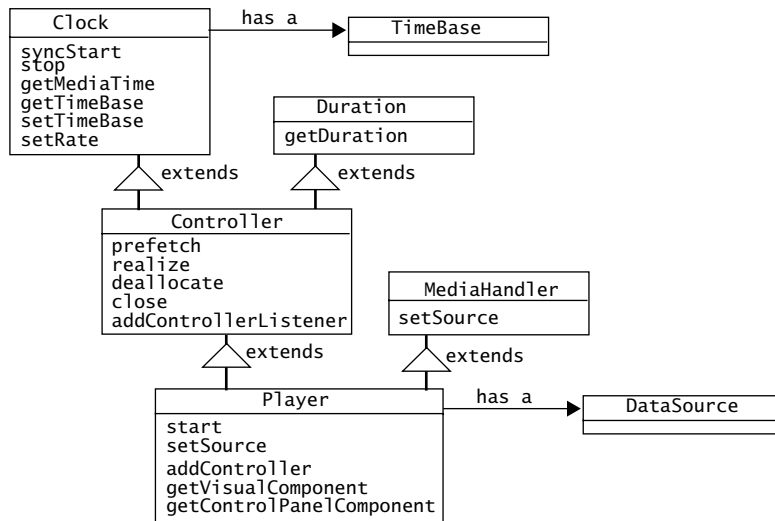 Clock
has a
TimeBase
syncStart
stop
getMediaTime
getTimeBase
setTimeBase
setRate
Duration
getDuration
extends
extends
Controller
prefetch
realize
deallocate
close
addControllerListener
MediaHandler
setSource
extends
extends
Player
has a
DataSource
start
setSource
addController
getVisualComponent
getControlPanelComponent